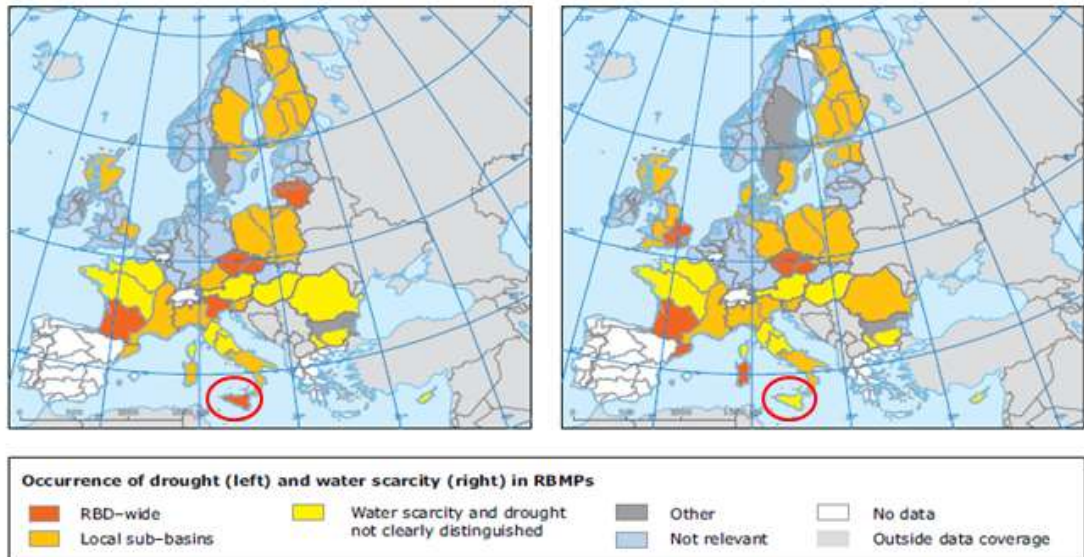 Occurrence of drought (left) and water scarcity (right) in RBMPs
RBD–wide
Local sub–basins
Water scarcity and drought
not clearly distinguished
Other
Not relevant
No data
Outside data coverage